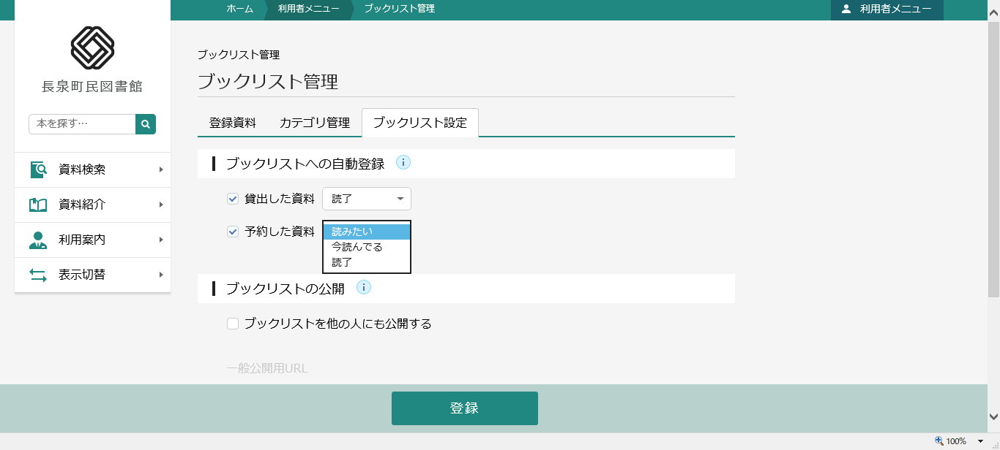 ホーム 利用者メニュー ブックリスト管理 利用者メニュー
長泉町民図書館
本を探す…
資料検索
資料紹介
利用案内
表示切替
ブックリスト管理
ブックリスト管理
登録資料 カテゴリ管理 ブックリスト設定
ブックリストへの自動登録 i
貸出した資料 読了
予約した資料 読みたい
今読んでる
読了
ブックリストの公開 i
ブックリストを他の人にも公開する
一般公開用URL
登録
100%